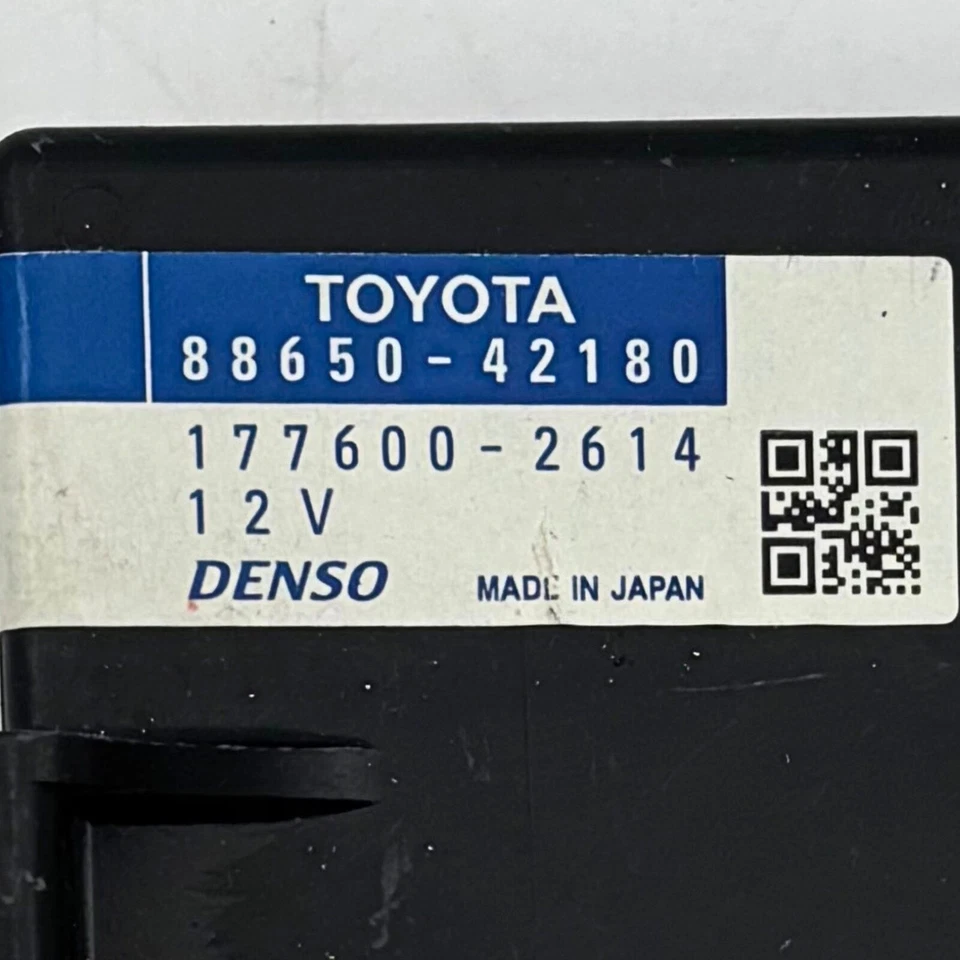 TOYOTA
88650-42180
177600-2614
12V
DENSO MADE IN JAPAN